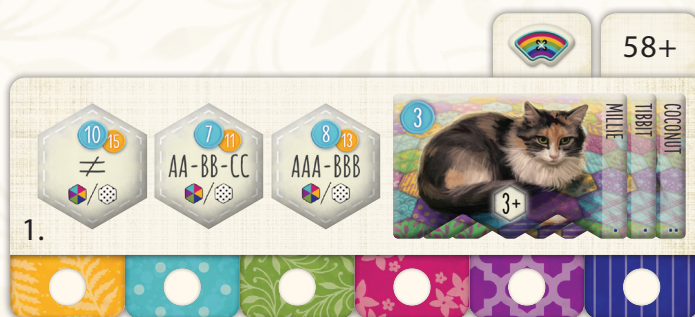 58+
10 15
≠
7 11
AA-BB-CC
8 13
AAA-BBB
3
3+
MILLIE
TIBBIT
COCONUT
1.